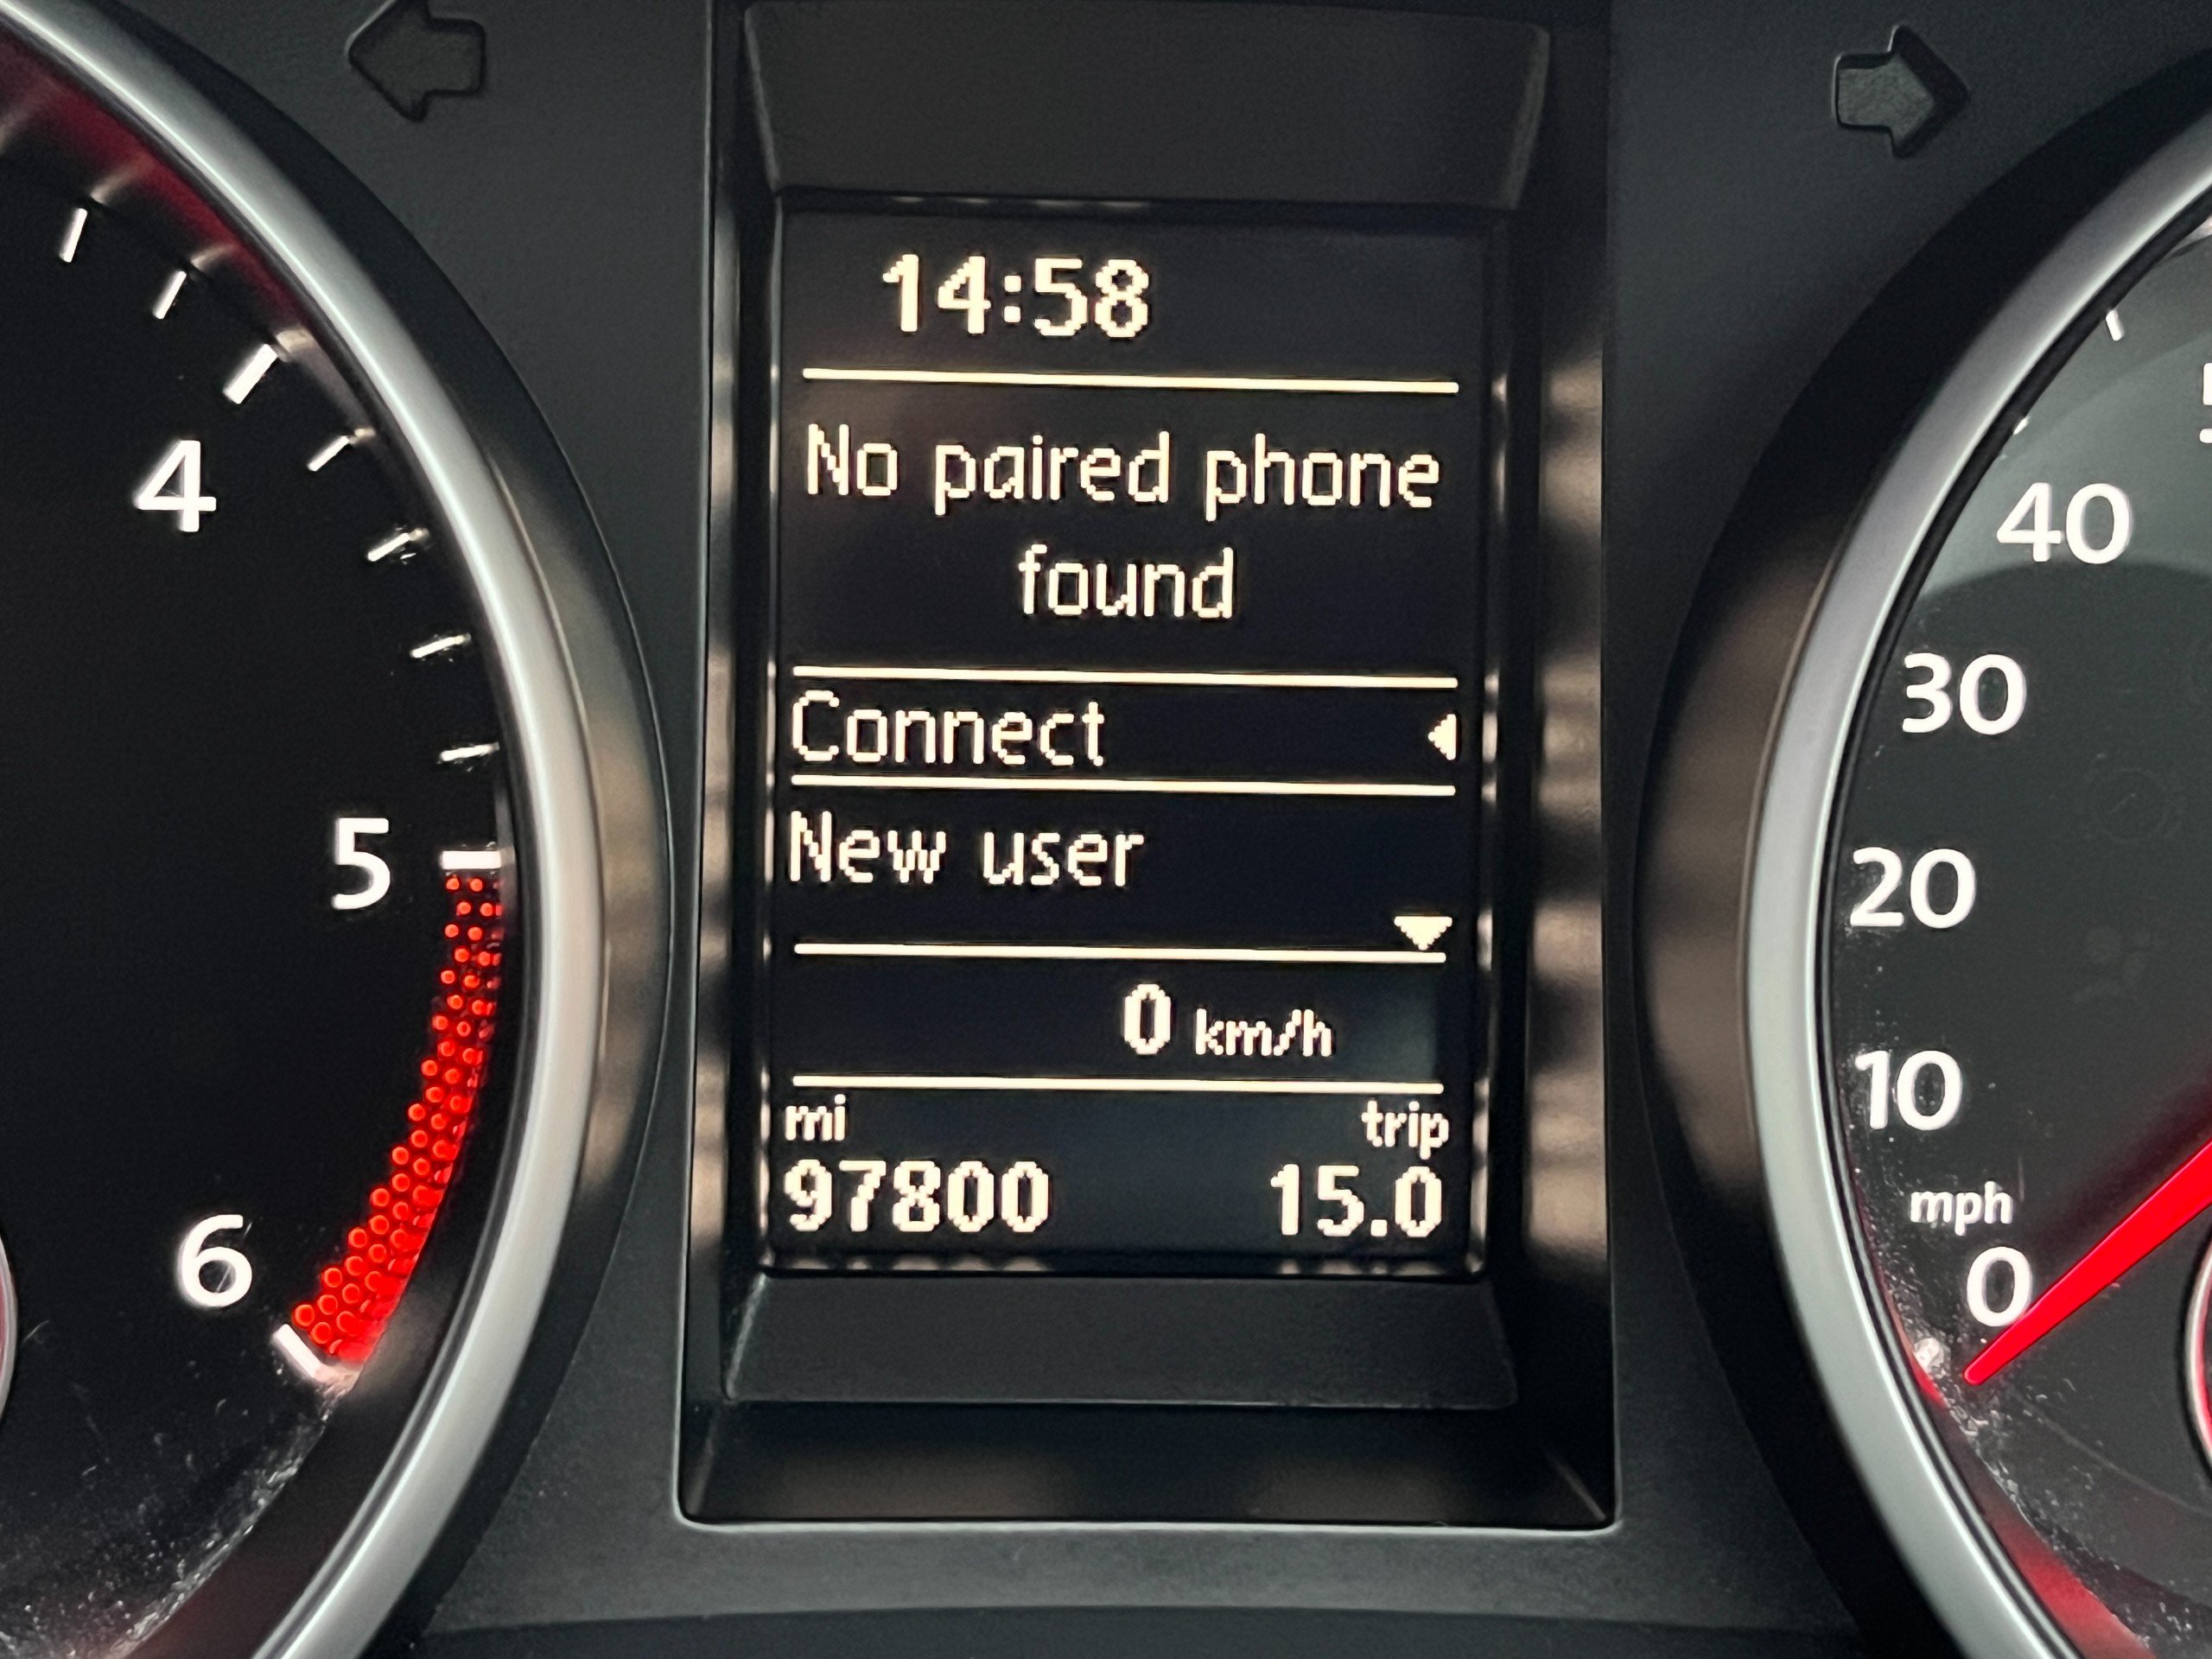 14:58
No paired phone
found
Connect
New user
0 km/h
mi trip
97800 15.0
4
5
6
40
30
20
10
mph
0